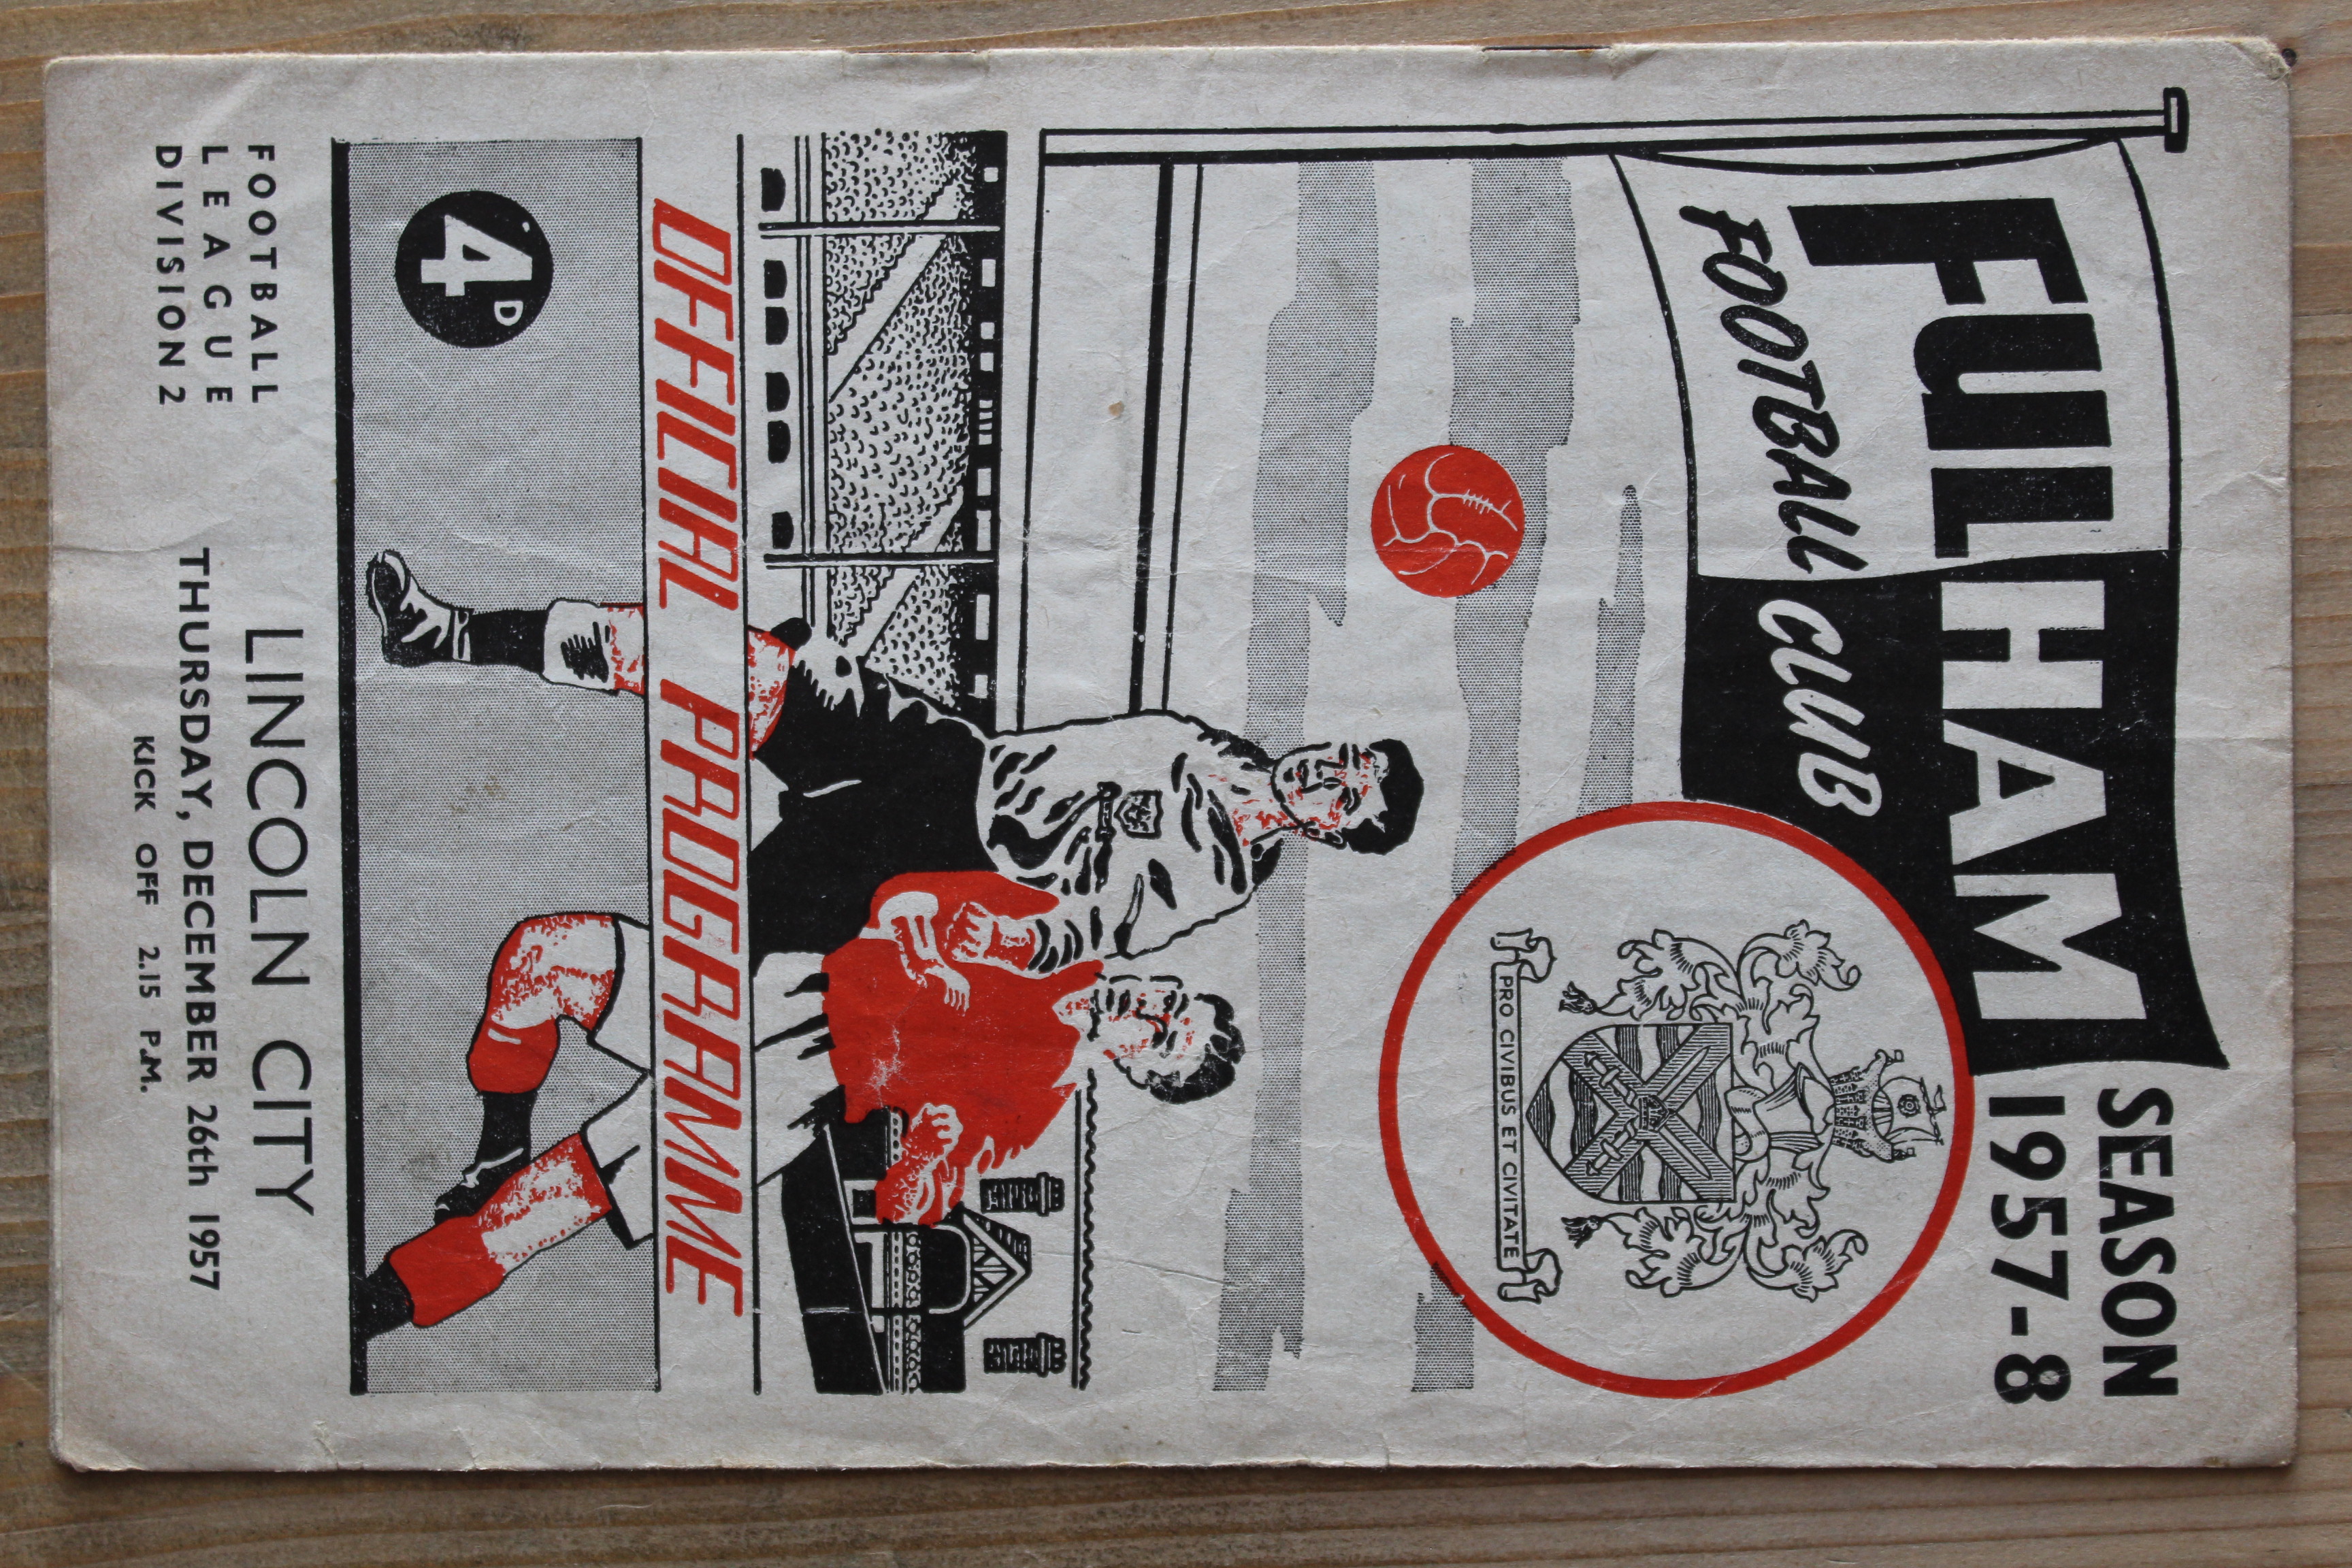 SEASON
1957-8
FULHAM
FOOTBALL CLUB
PRO CIVIBUS ET CIVITATE
OFFICIAL PROGRAMME
4D
FOOTBALL
LEAGUE
DIVISION 2
LINCOLN CITY
THURSDAY, DECEMBER 26th 1957
KICK OFF 2.15 P.M.